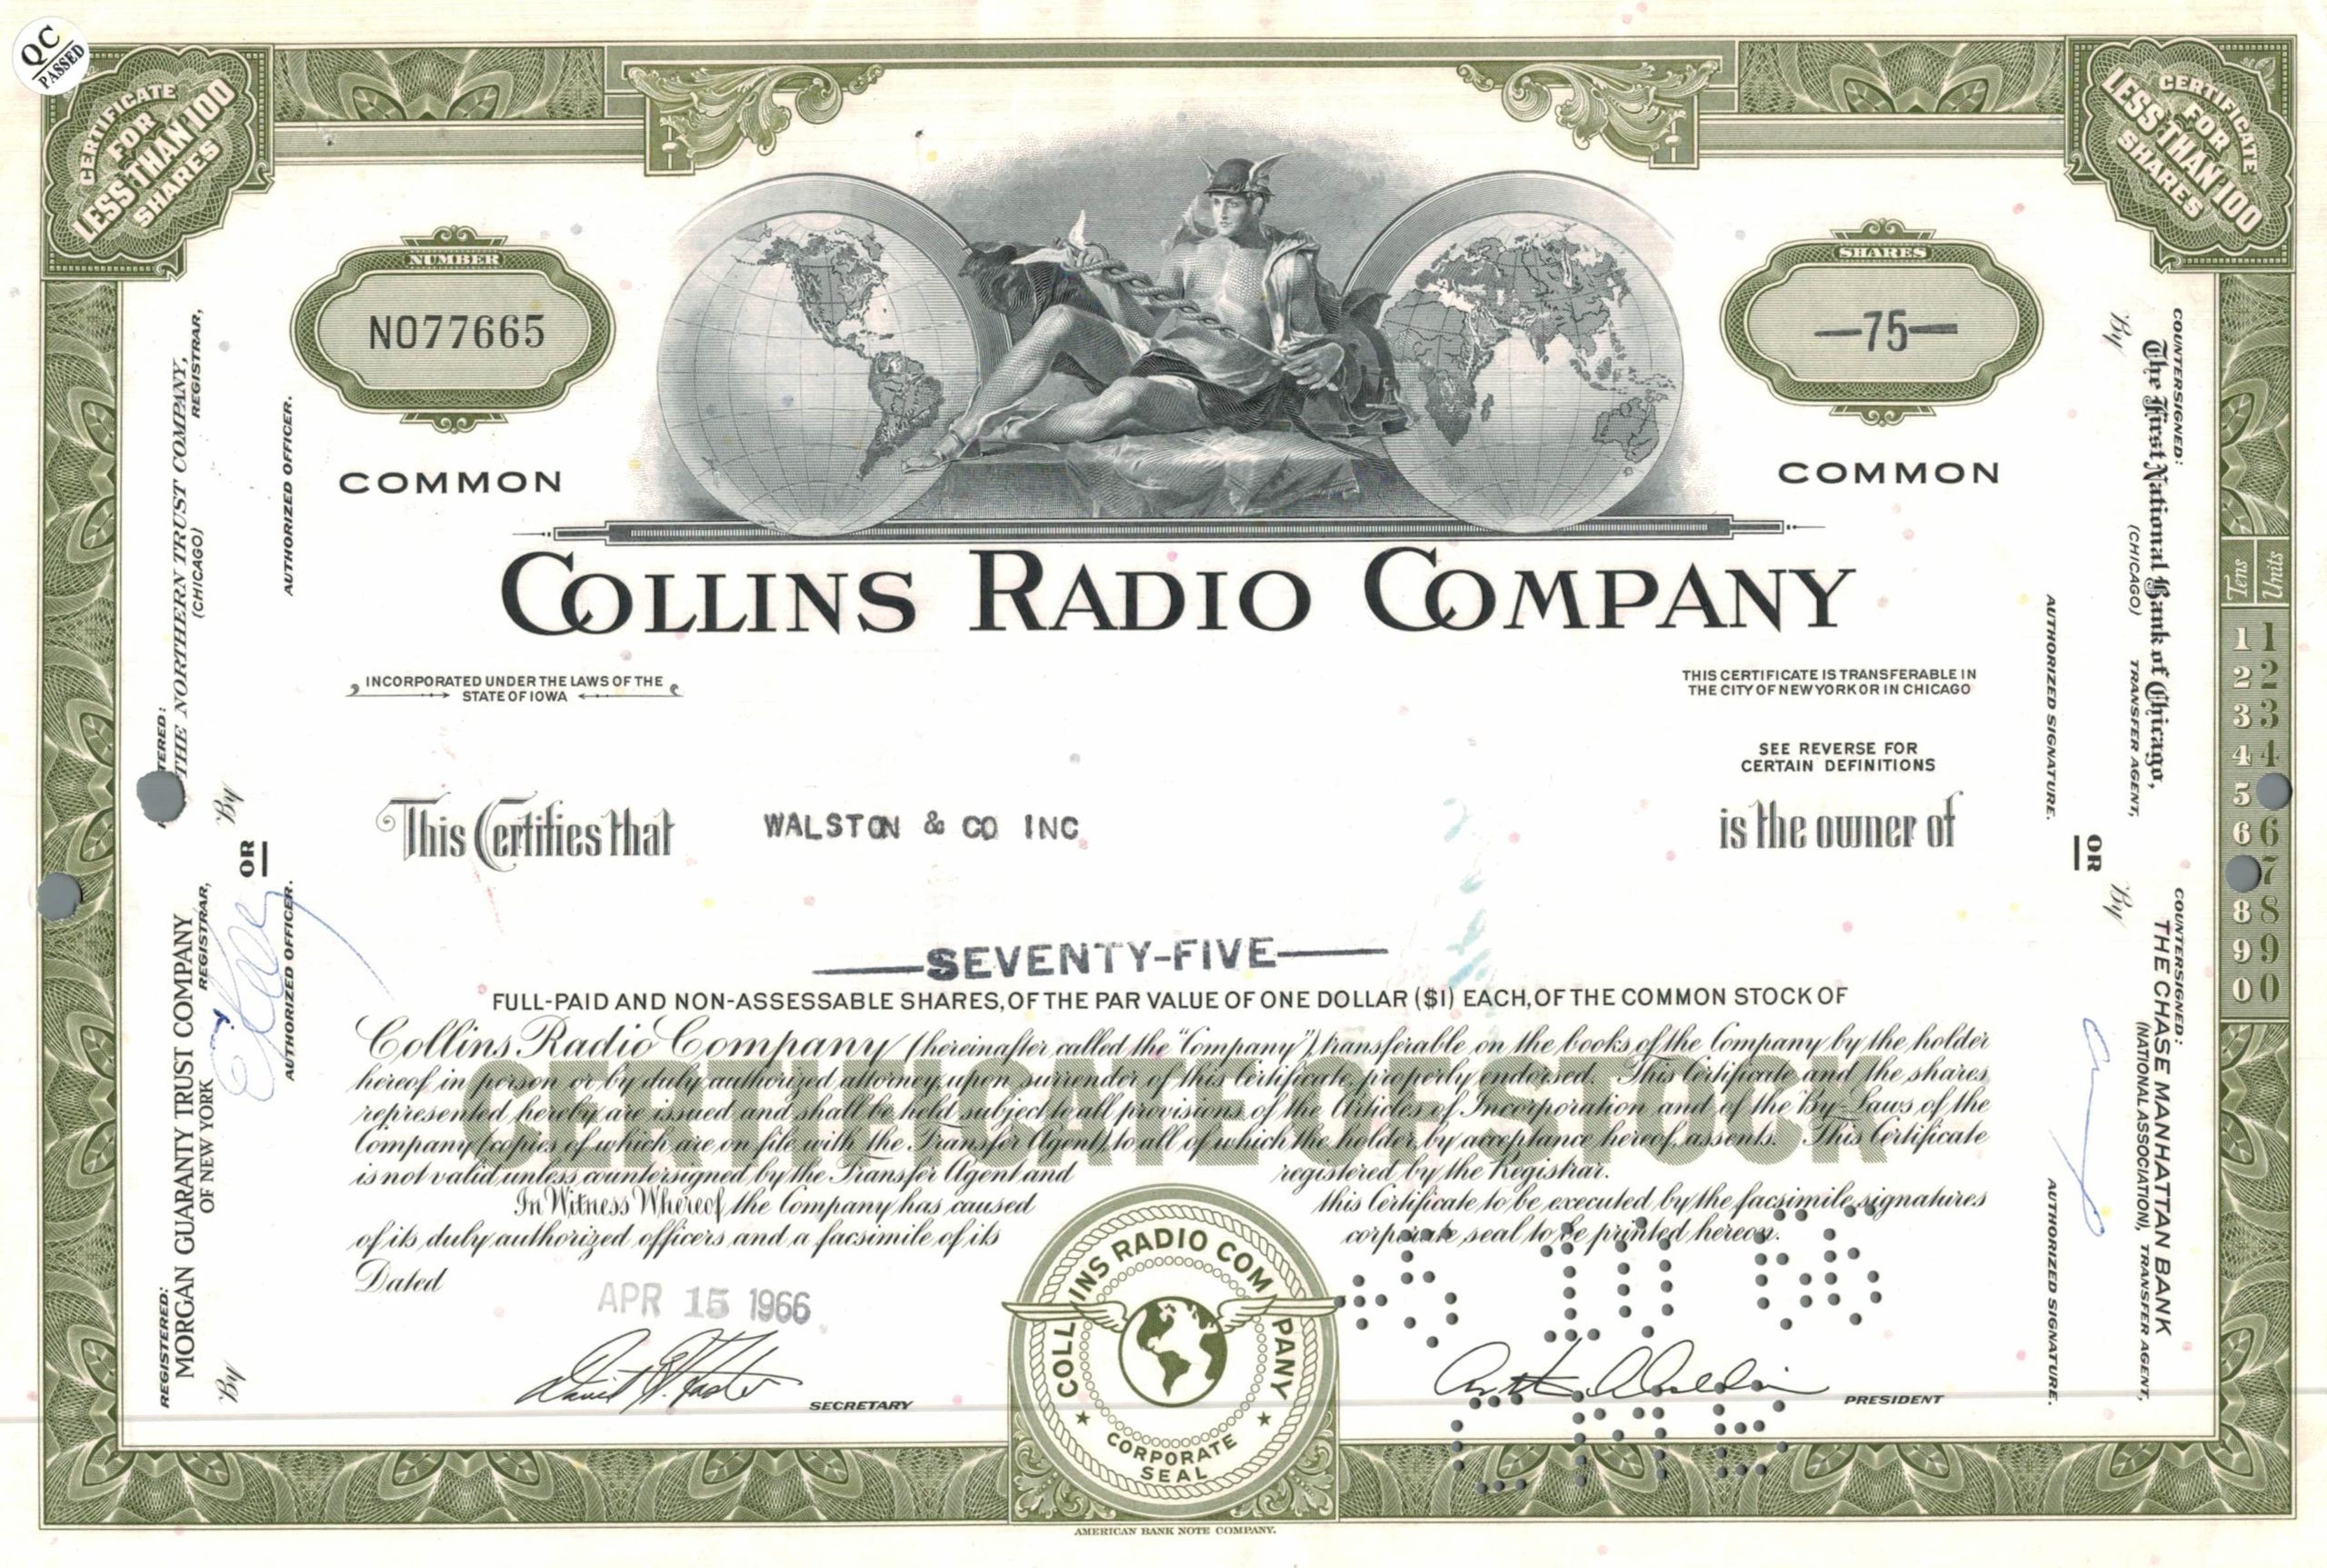 QC
PASSED
CERTIFICATE
FOR
LESS THAN 100
SHARES
CERTIFICATE
FOR
LESS THAN 100
SHARES
NUMBER
NO77665
SHARES
—75—
COMMON
COMMON
COLLINS RADIO COMPANY
INCORPORATED UNDER THE LAWS OF THE
STATE OF IOWA
THIS CERTIFICATE IS TRANSFERABLE IN
THE CITY OF NEW YORK OR IN CHICAGO
SEE REVERSE FOR
CERTAIN DEFINITIONS
This Certifies that WALSTON & CO INC is the owner of
——SEVENTY-FIVE——
FULL-PAID AND NON-ASSESSABLE SHARES, OF THE PAR VALUE OF ONE DOLLAR ($1) EACH, OF THE COMMON STOCK OF
Collins Radio Company (hereinafter called the "Company"), transferable on the books of the Company by the holder
hereof in person or by duly authorized attorney upon surrender of this Certificate properly endorsed. This Certificate and the shares
represented hereby are issued and shall be held subject to all provisions of the Articles of Incorporation and of the By-Laws of the
Company (copies of which are on file with the Transfer Agent), to all of which the holder, by acceptance hereof, assents. This Certificate
is not valid unless countersigned by the Transfer Agent and registered by the Registrar.
In Witness Whereof, the Company has caused this Certificate to be executed by the facsimile signatures
of its duly authorized officers and a facsimile of its corporate seal to be printed hereon.
CERTIFICATE OF STOCK
Dated
APR 15 1966
SECRETARY
PRESIDENT
COLLINS RADIO COMPANY
CORPORATE
SEAL
AMERICAN BANK NOTE COMPANY.
THE NORTHERN TRUST COMPANY,
(CHICAGO) REGISTRAR,
By
AUTHORIZED OFFICER.
OR
REGISTERED:
MORGAN GUARANTY TRUST COMPANY
OF NEW YORK REGISTRAR,
By
AUTHORIZED OFFICER.
COUNTERSIGNED:
The First National Bank of Chicago,
(CHICAGO) TRANSFER AGENT,
By
AUTHORIZED SIGNATURE.
OR
COUNTERSIGNED:
THE CHASE MANHATTAN BANK
(NATIONAL ASSOCIATION), TRANSFER AGENT,
By
AUTHORIZED SIGNATURE.
Tens Units
1 1
2 2
3 3
4 4
5
6 6
7
8 8
9 9
0 0